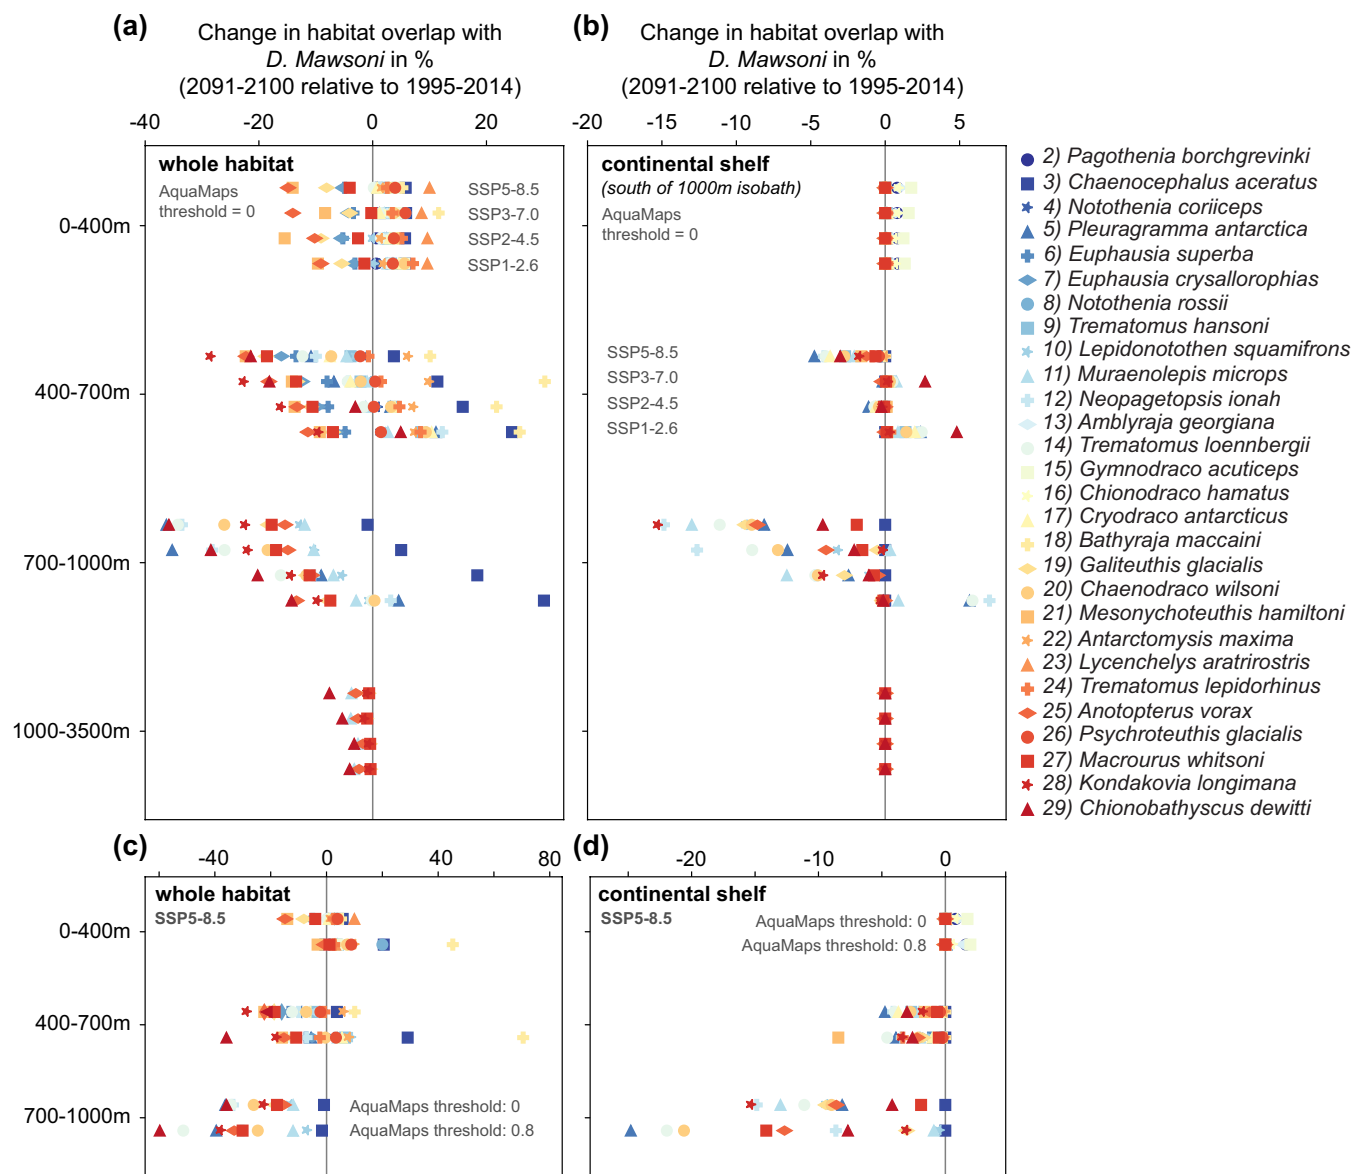 (a)
Change in habitat overlap with
D. Mawsoni in %
(2091-2100 relative to 1995-2014)
-40 -20 0 20
whole habitat
AquaMaps
threshold = 0
SSP5-8.5
SSP3-7.0
SSP2-4.5
SSP1-2.6
0-400m
400-700m
700-1000m
1000-3500m
(b)
Change in habitat overlap with
D. Mawsoni in %
(2091-2100 relative to 1995-2014)
-20 -15 -10 -5 0 5
continental shelf
(south of 1000m isobath)
AquaMaps
threshold = 0
SSP5-8.5
SSP3-7.0
SSP2-4.5
SSP1-2.6
2) Pagothenia borchgrevinki
3) Chaenocephalus aceratus
4) Notothenia coriiceps
5) Pleuragramma antarctica
6) Euphausia superba
7) Euphausia crysallorophias
8) Notothenia rossii
9) Trematomus hansoni
10) Lepidonotothen squamifrons
11) Muraenolepis microps
12) Neopagetopsis ionah
13) Amblyraja georgiana
14) Trematomus loennbergii
15) Gymnodraco acuticeps
16) Chionodraco hamatus
17) Cryodraco antarcticus
18) Bathyraja maccaini
19) Galiteuthis glacialis
20) Chaenodraco wilsoni
21) Mesonychoteuthis hamiltoni
22) Antarctomysis maxima
23) Lycenchelys aratrirostris
24) Trematomus lepidorhinus
25) Anotopterus vorax
26) Psychroteuthis glacialis
27) Macrourus whitsoni
28) Kondakovia longimana
29) Chionobathyscus dewitti
(c)
-40 0 40 80
whole habitat
SSP5-8.5
0-400m
400-700m
700-1000m
AquaMaps threshold: 0
AquaMaps threshold: 0.8
(d)
-20 -10 0
continental shelf
SSP5-8.5
AquaMaps threshold: 0
AquaMaps threshold: 0.8